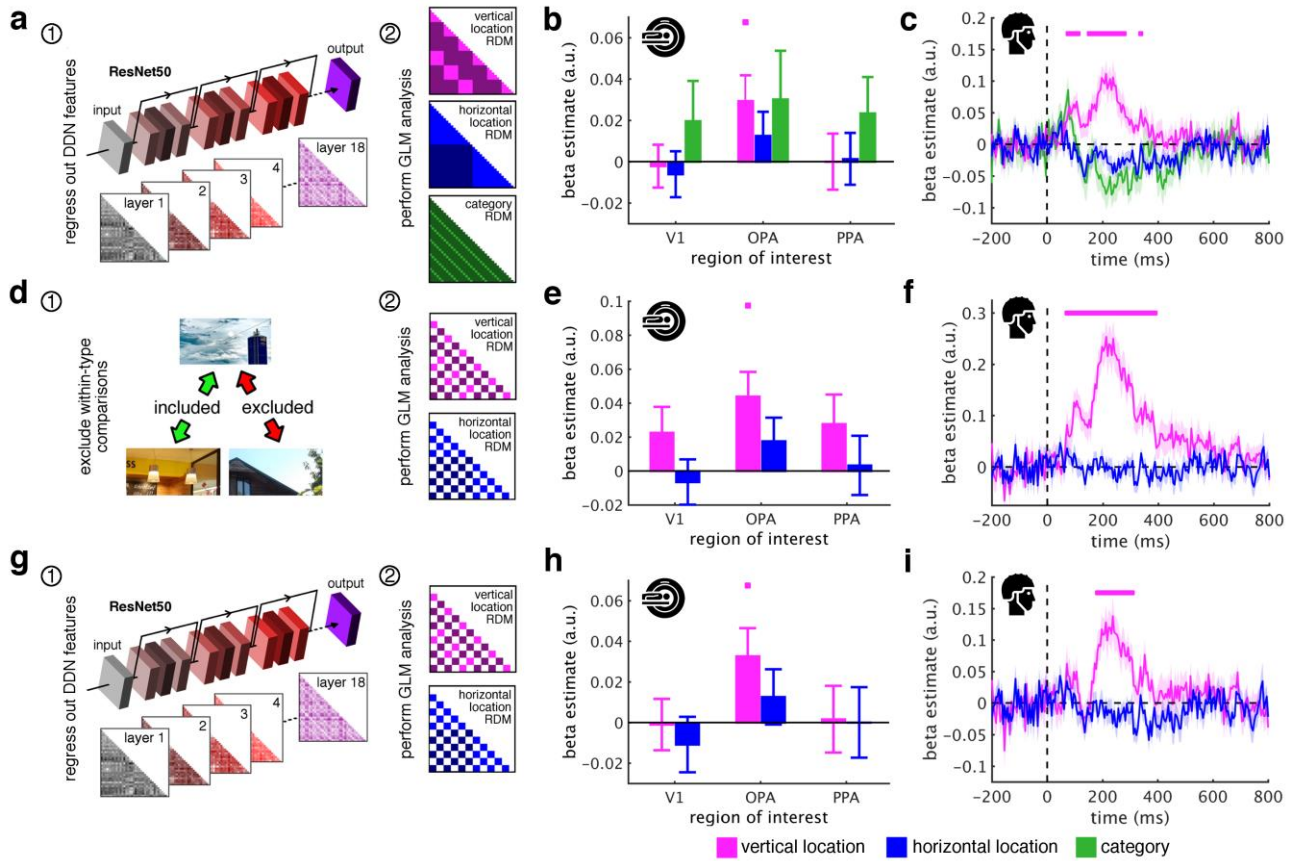 a
①
regress out DDN features
ResNet50
input
output
layer 1
2
3
4
layer 18
②
perform GLM analysis
vertical
location
RDM
horizontal
location
RDM
category
RDM
b
beta estimate (a.u.)
0.06
0.04
0.02
0
-0.02
V1 OPA PPA
region of interest
c
beta estimate (a.u.)
0.2
0.15
0.1
0.05
0
-0.05
-0.1
-200 0 200 400 600 800
time (ms)
d
①
exclude within-type
comparisons
included excluded
SS
②
perform GLM analysis
vertical
location
RDM
horizontal
location
RDM
e
beta estimate (a.u.)
0.1
0.08
0.06
0.04
0.02
0
-0.02
V1 OPA PPA
region of interest
f
beta estimate (a.u.)
0.3
0.2
0.1
0
-200 0 200 400 600 800
time (ms)
g
①
regress out DDN features
ResNet50
input
output
layer 1
2
3
4
layer 18
②
perform GLM analysis
vertical
location
RDM
horizontal
location
RDM
h
beta estimate (a.u.)
0.06
0.04
0.02
0
-0.02
V1 OPA PPA
region of interest
i
beta estimate (a.u.)
0.2
0.15
0.1
0.05
0
-0.05
-0.1
-200 0 200 400 600 800
time (ms)
vertical location horizontal location category